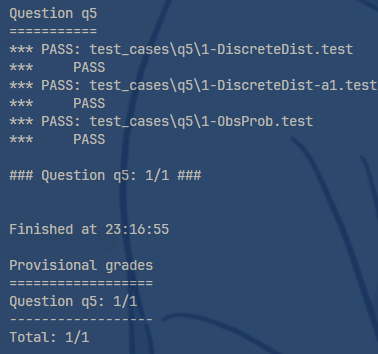 Question q5
===========
*** PASS: test_cases\q5\1-DiscreteDist.test
***     PASS
*** PASS: test_cases\q5\1-DiscreteDist-a1.test
***     PASS
*** PASS: test_cases\q5\1-ObsProb.test
***     PASS
### Question q5: 1/1 ###
Finished at 23:16:55
Provisional grades
==================
Question q5: 1/1
------------------
Total: 1/1